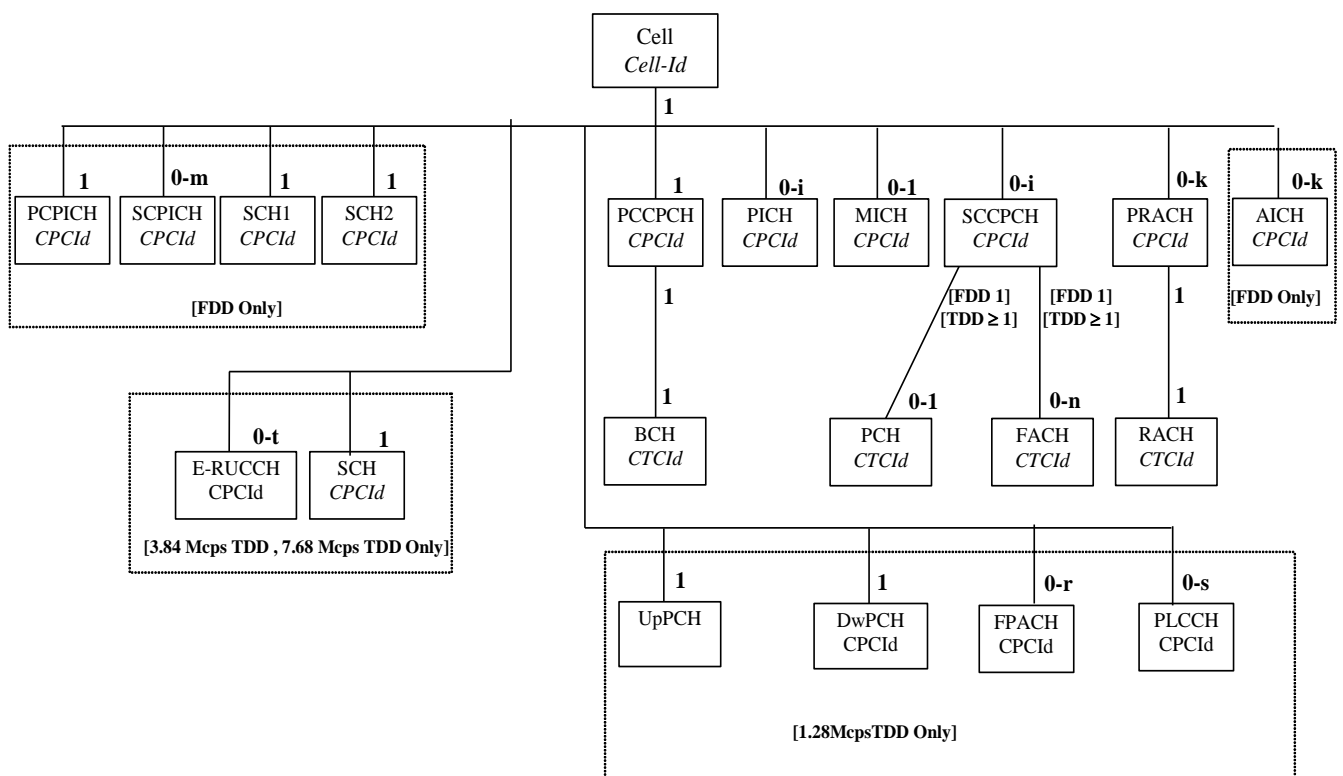 Cell
Cell-Id
1
1
0-m
1
1
1
0-i
0-1
0-i
0-k
0-k
PCPICH
CPCId
SCPICH
CPCId
SCH1
CPCId
SCH2
CPCId
[FDD Only]
PCCPCH
CPCId
PICH
CPCId
MICH
CPCId
SCCPCH
CPCId
PRACH
CPCId
AICH
CPCId
[FDD Only]
1
[FDD 1]
[TDD ≥ 1]
[FDD 1]
[TDD ≥ 1]
1
1
0-1
0-n
1
BCH
CTCId
PCH
CTCId
FACH
CTCId
RACH
CTCId
0-t
1
E-RUCCH
CPCId
SCH
CPCId
[3.84 Mcps TDD , 7.68 Mcps TDD Only]
1
1
0-r
0-s
UpPCH
DwPCH
CPCId
FPACH
CPCId
PLCCH
CPCId
[1.28McpsTDD Only]